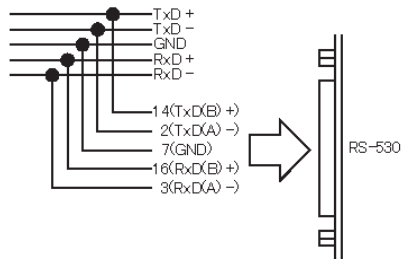 TxD +
TxD −
GND
RxD +
RxD −
14(TxD(B) +)
2(TxD(A) −)
7(GND)
16(RxD(B) +)
3(RxD(A) −)
RS-530